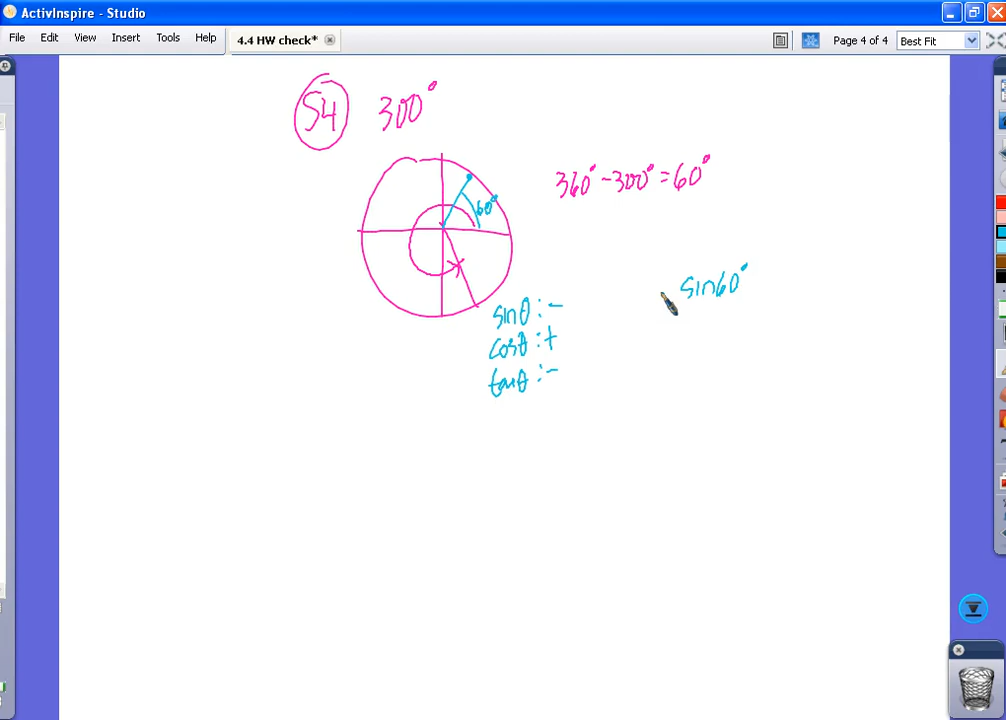 ActivInspire - Studio
File Edit View Insert Tools Help
4.4 HW check*
Page 4 of 4
Best Fit
54 300°
360° - 300° = 60°
60°
sin60°
sinθ : -
cosθ : +
tanθ : -